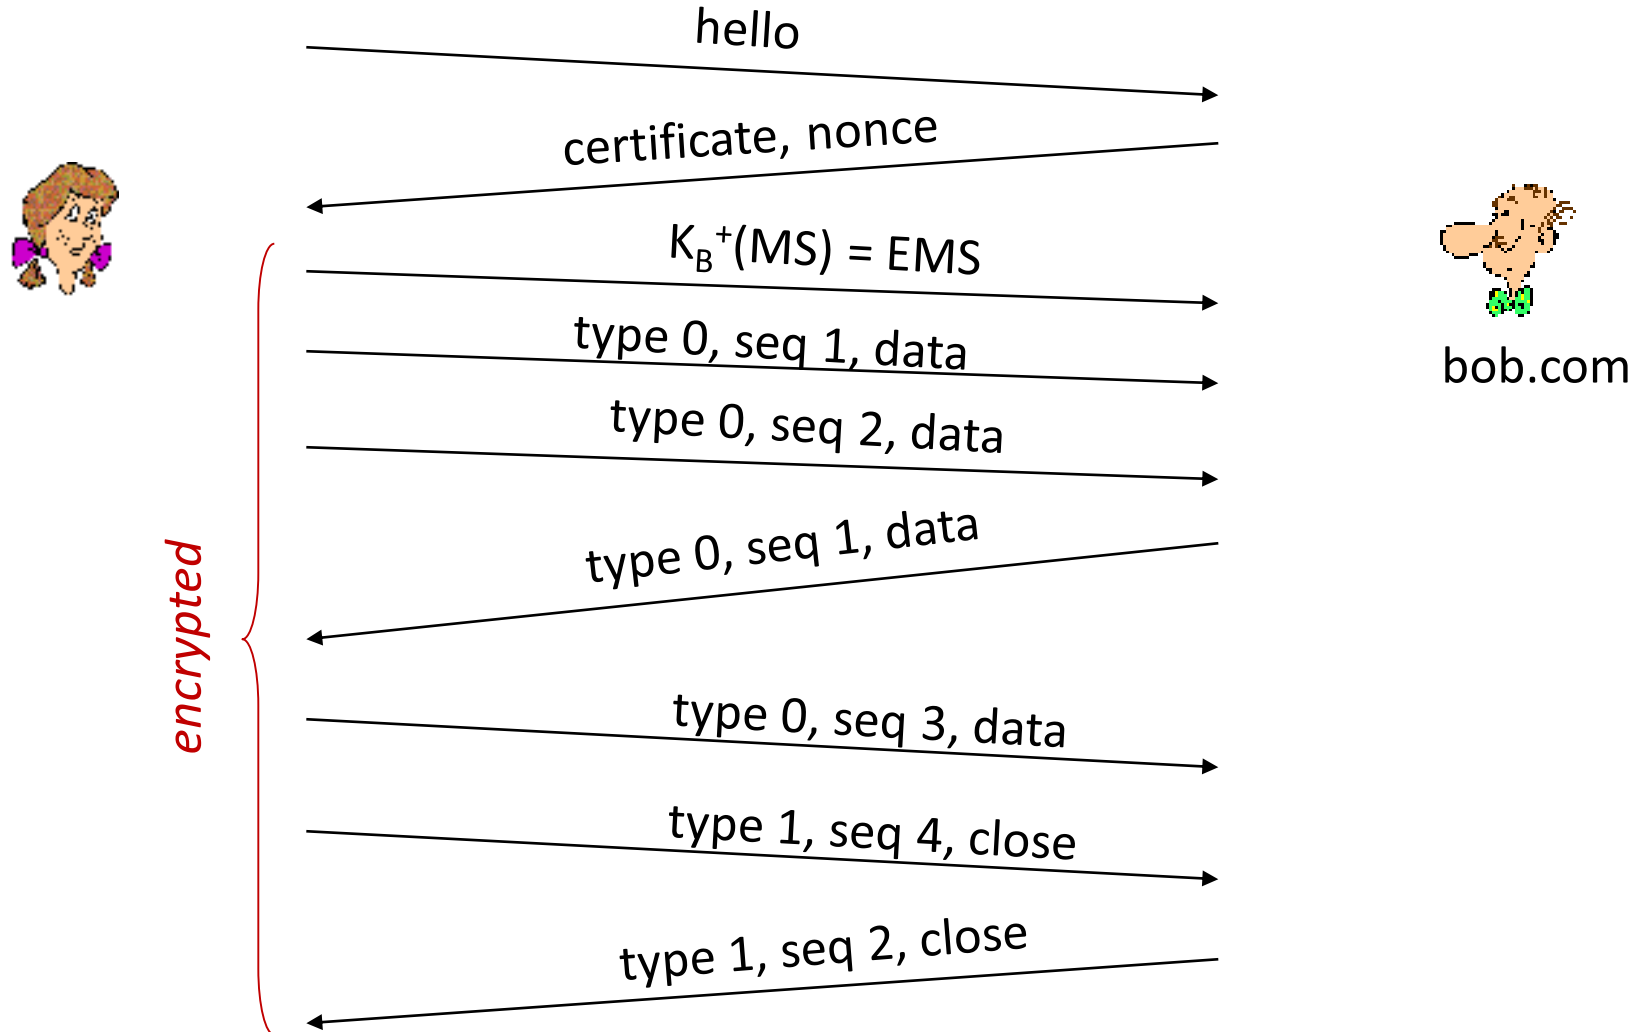 hello
certificate, nonce
K_B^+(MS) = EMS
type 0, seq 1, data
bob.com
type 0, seq 2, data
type 0, seq 1, data
encrypted
type 0, seq 3, data
type 1, seq 4, close
type 1, seq 2, close